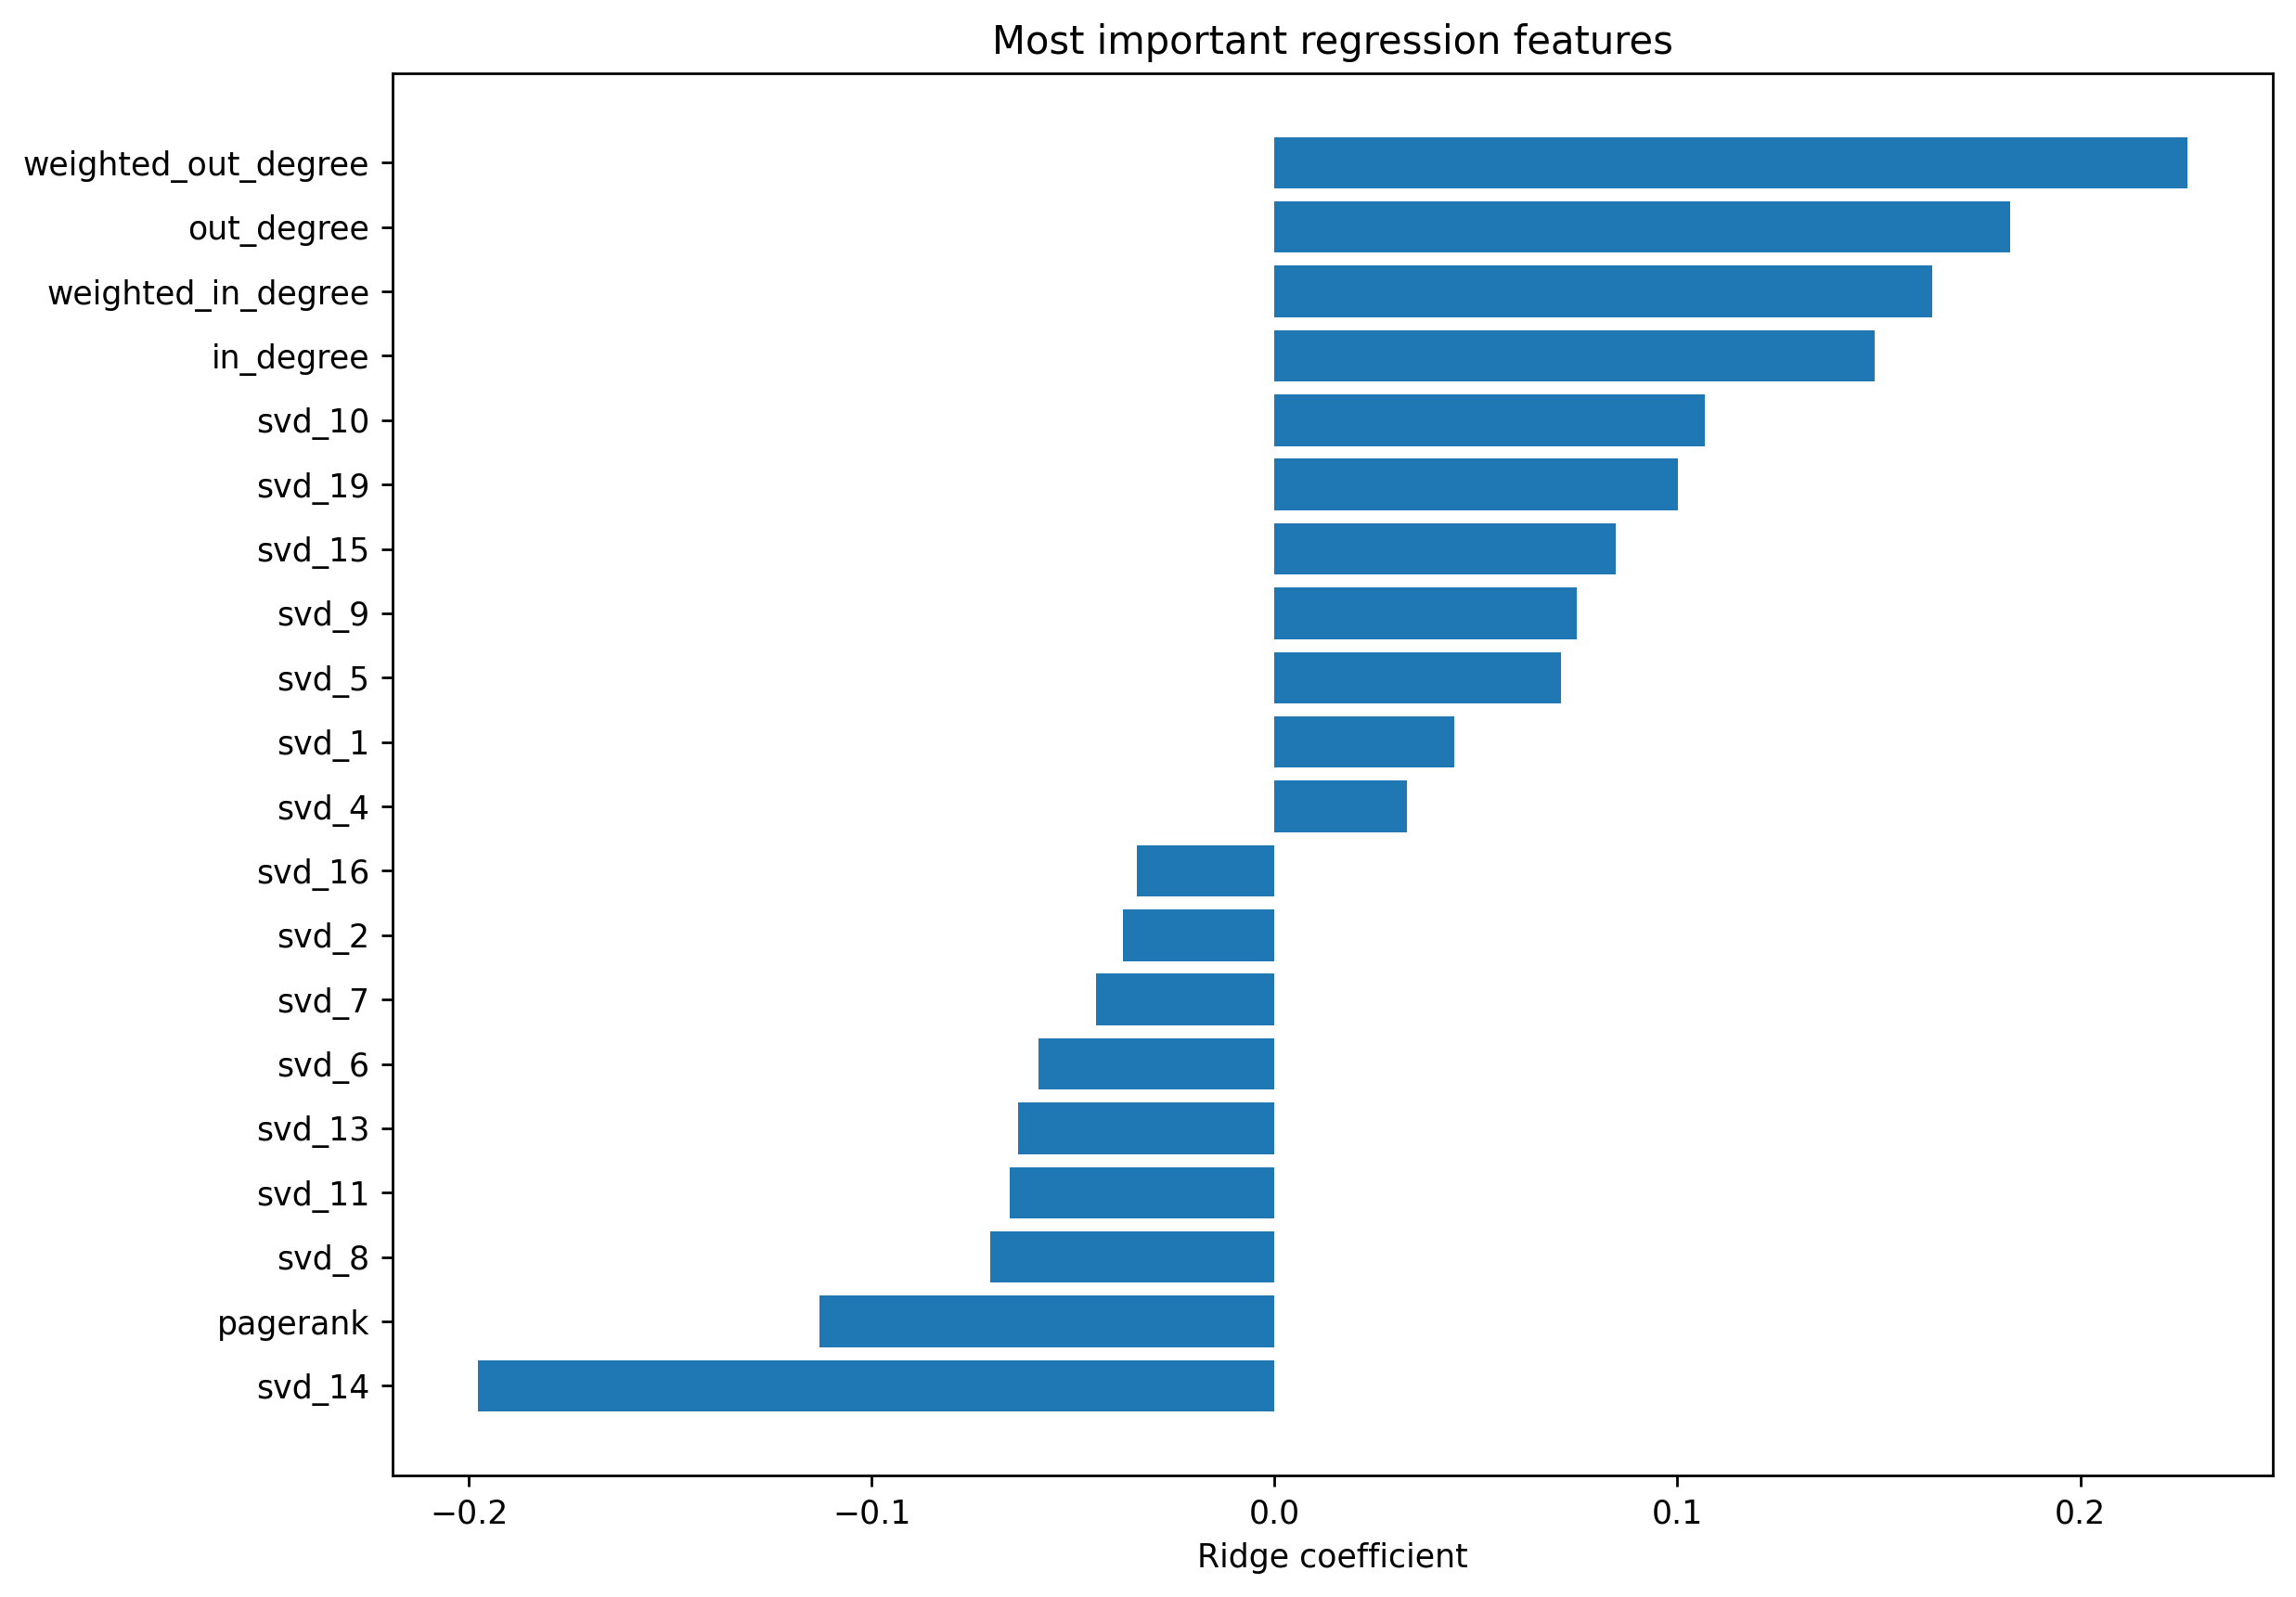 Most important regression features
weighted_out_degree
out_degree
weighted_in_degree
in_degree
svd_10
svd_19
svd_15
svd_9
svd_5
svd_1
svd_4
svd_16
svd_2
svd_7
svd_6
svd_13
svd_11
svd_8
pagerank
svd_14
−0.2 −0.1 0.0 0.1 0.2
Ridge coefficient